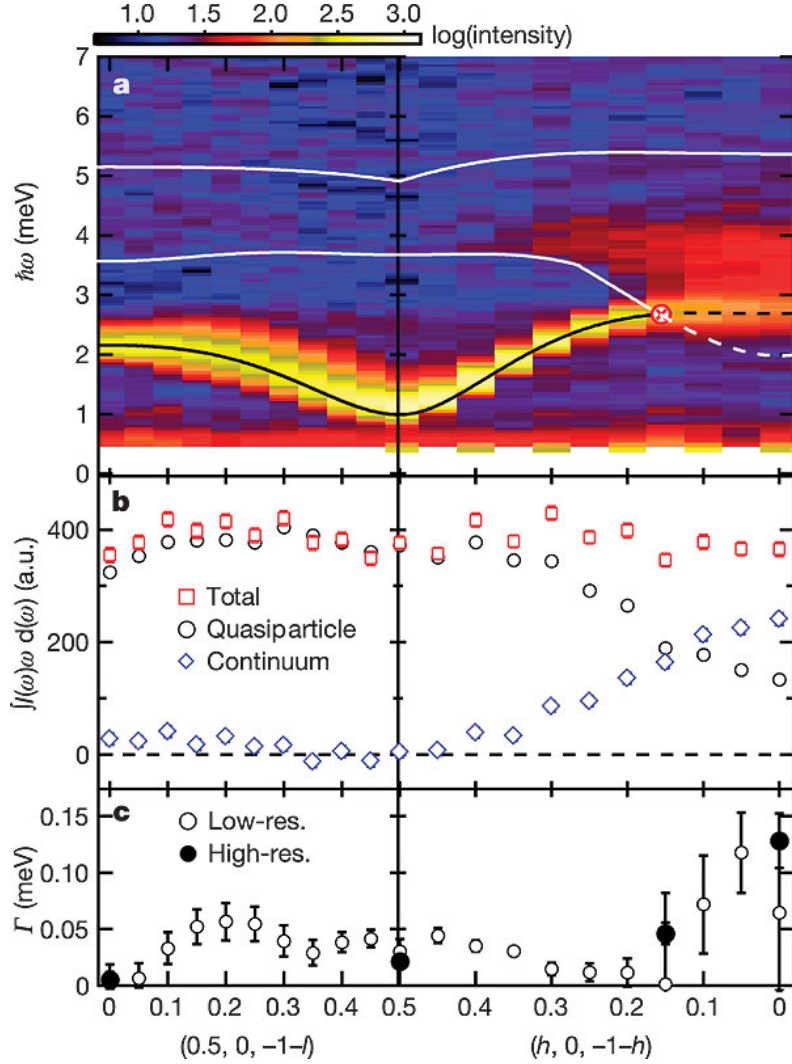 1.0 1.5 2.0 2.5 3.0
log(intensity)
a
7
6
5
4
3
2
1
0
ħω (meV)
b
400
200
0
∫I(ω)ω d(ω) (a.u.)
Total
Quasiparticle
Continuum
c
0.15
0.10
0.05
0
Γ (meV)
Low-res.
High-res.
0 0.1 0.2 0.3 0.4 0.5 0.4 0.3 0.2 0.1 0
(0.5, 0, –1–l) (h, 0, –1–h)